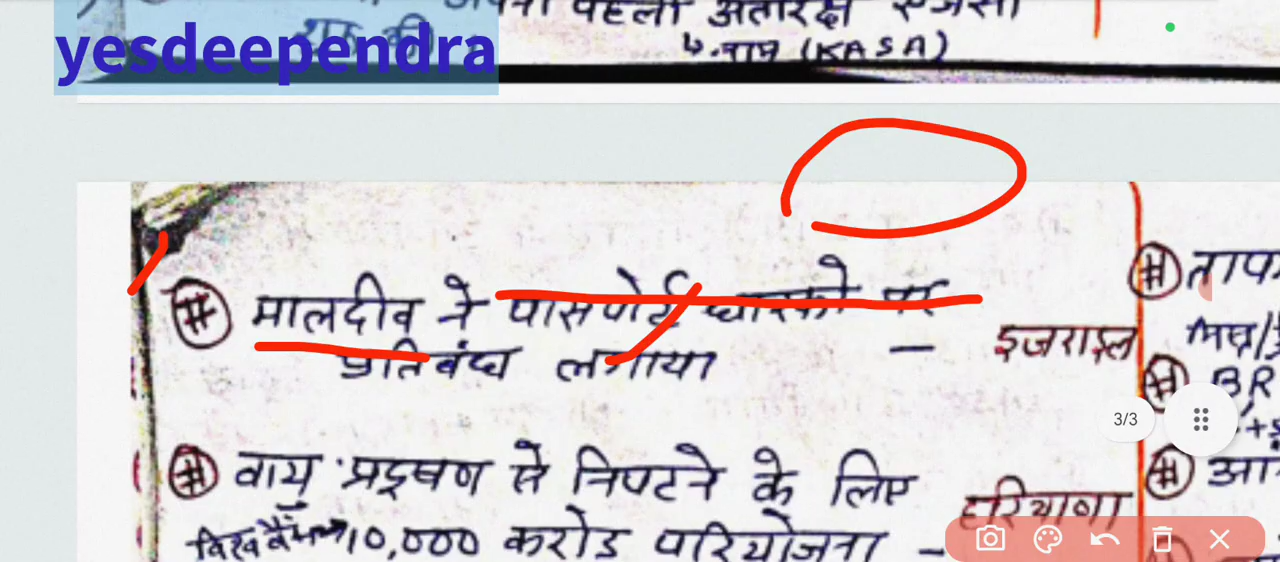 अपनी पहली अंतरिक्ष एजेंसी
शुरू की
yesdeependra
↳ नाम (KASA)
# मालदीव ने पासपोर्ट धारको पर
प्रतिबंध लगाया — इजराइल
# वायु प्रदूषण से निपटने के लिए
हरियाणा
विश्व बैंक → 10,000 करोड़ परियोजना —
#
#
BR
#
3/3